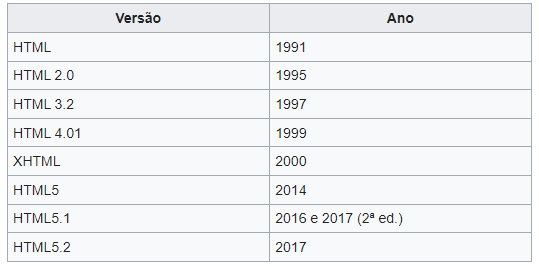 Versão Ano
HTML 1991
HTML 2.0 1995
HTML 3.2 1997
HTML 4.01 1999
XHTML 2000
HTML5 2014
HTML5.1 2016 e 2017 (2ª ed.)
HTML5.2 2017